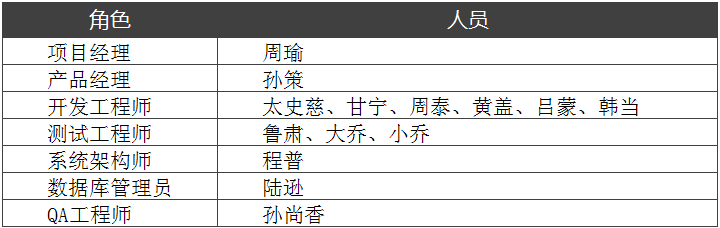 角色 人员
项目经理 周瑜
产品经理 孙策
开发工程师 太史慈、甘宁、周泰、黄盖、吕蒙、韩当
测试工程师 鲁肃、大乔、小乔
系统架构师 程普
数据库管理员 陆逊
QA工程师 孙尚香